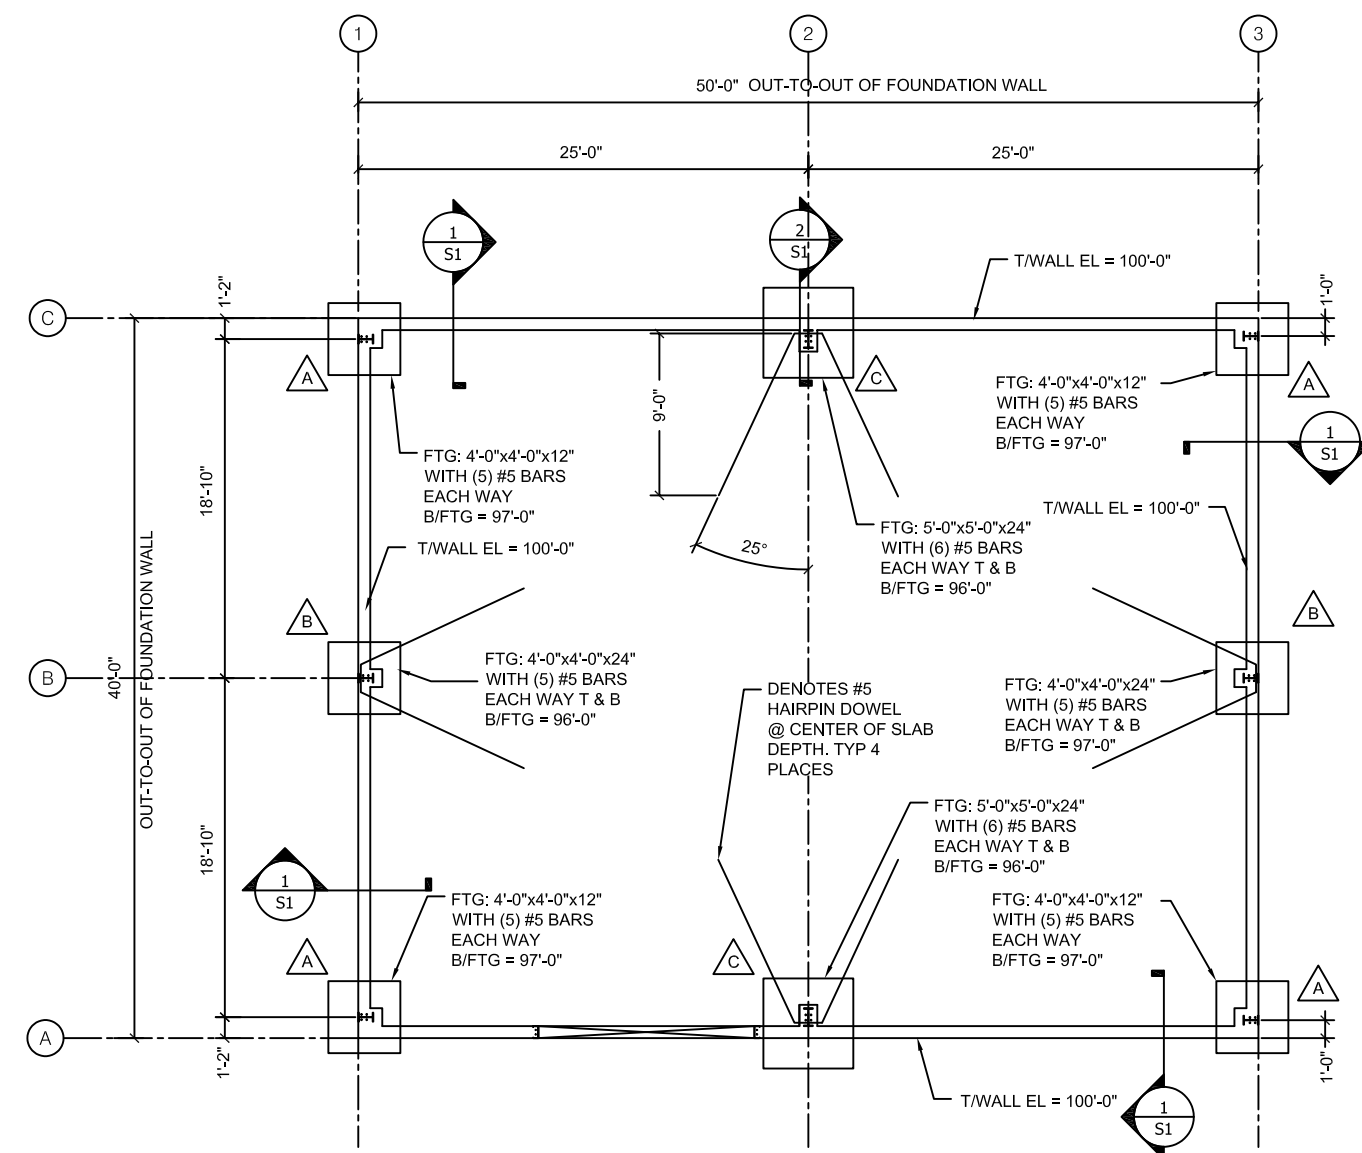 1
2
3
50'-0" OUT-TO-OUT OF FOUNDATION WALL
25'-0"
25'-0"
1
S1
2
S1
T/WALL EL = 100'-0"
1'-2"
1'-0"
C
A
C
A
9'-0"
FTG: 4'-0"x4'-0"x12"
WITH (5) #5 BARS
EACH WAY
B/FTG = 97'-0"
FTG: 4'-0"x4'-0"x12"
WITH (5) #5 BARS
EACH WAY
B/FTG = 97'-0"
1
S1
18'-10"
T/WALL EL = 100'-0"
T/WALL EL = 100'-0"
25°
FTG: 5'-0"x5'-0"x24"
WITH (6) #5 BARS
EACH WAY T & B
B/FTG = 96'-0"
B
B
B
40'-0"
OUT-TO-OUT OF FOUNDATION WALL
FTG: 4'-0"x4'-0"x24"
WITH (5) #5 BARS
EACH WAY T & B
B/FTG = 96'-0"
DENOTES #5
HAIRPIN DOWEL
@ CENTER OF SLAB
DEPTH. TYP 4
PLACES
FTG: 4'-0"x4'-0"x24"
WITH (5) #5 BARS
EACH WAY T & B
B/FTG = 97'-0"
18'-10"
FTG: 5'-0"x5'-0"x24"
WITH (6) #5 BARS
EACH WAY T & B
B/FTG = 96'-0"
1
S1
FTG: 4'-0"x4'-0"x12"
WITH (5) #5 BARS
EACH WAY
B/FTG = 97'-0"
FTG: 4'-0"x4'-0"x12"
WITH (5) #5 BARS
EACH WAY
B/FTG = 97'-0"
A
C
A
A
1'-2"
1'-0"
T/WALL EL = 100'-0"
1
S1